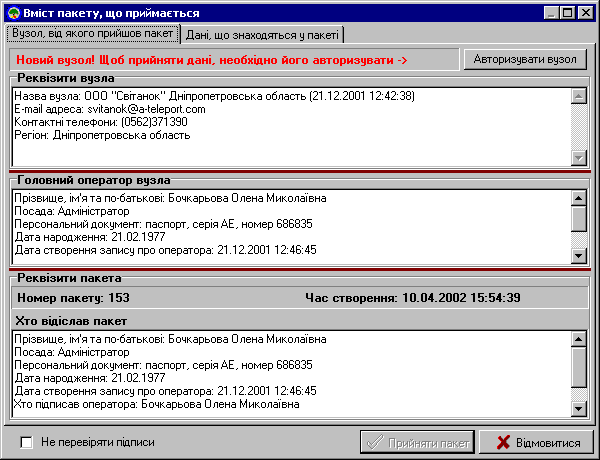 Вміст пакету, що приймається
Вузол, від якого прийшов пакет
Дані, що знаходяться у пакеті
Новий вузол! Щоб прийняти дані, необхідно його авторизувати ->
Авторизувати вузол
Реквізити вузла
Назва вузла: ООО "Світанок" Дніпропетровська область (21.12.2001 12:42:38)
E-mail адреса: svitanok@a-teleport.com
Контактні телефони: (0562)371390
Регіон: Дніпропетровська область
Головний оператор вузла
Прізвище, ім'я та по-батькові: Бочкарьова Олена Миколаївна
Посада: Адміністратор
Персональний документ: паспорт, серія АЕ, номер 686835
Дата народження: 21.02.1977
Дата створення запису про оператора: 21.12.2001 12:46:45
Реквізити пакета
Номер пакету: 153
Час створення: 10.04.2002 15:54:39
Хто відіслав пакет
Прізвище, ім'я та по-батькові: Бочкарьова Олена Миколаївна
Посада: Адміністратор
Персональний документ: паспорт, серія АЕ, номер 686835
Дата народження: 21.02.1977
Дата створення запису про оператора: 21.12.2001 12:46:45
Хто підписав оператора: Бочкарьова Олена Миколаївна
Не перевіряти підписи
Прийняти пакет
Відмовитися